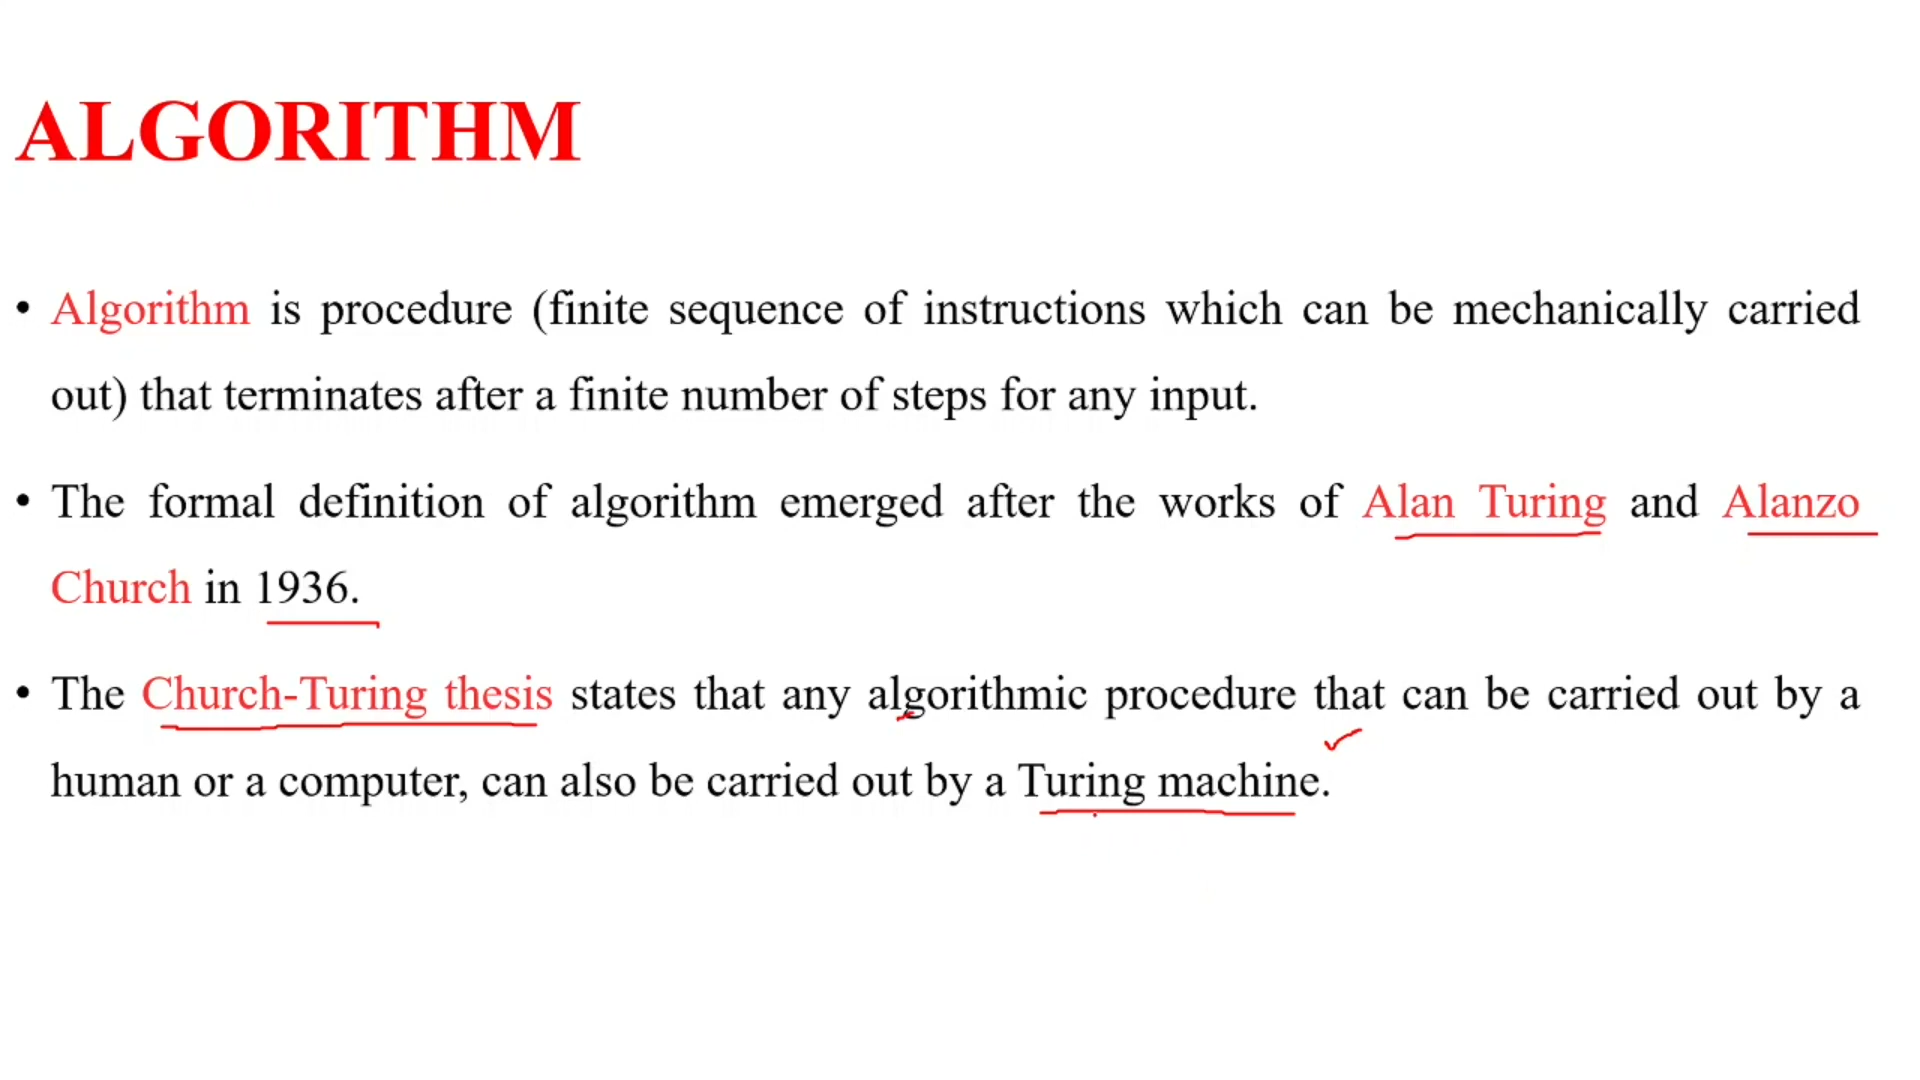 ALGORITHM
• Algorithm is procedure (finite sequence of instructions which can be mechanically carried
out) that terminates after a finite number of steps for any input.
• The formal definition of algorithm emerged after the works of Alan Turing and Alanzo
Church in 1936.
• The Church-Turing thesis states that any algorithmic procedure that can be carried out by a
human or a computer, can also be carried out by a Turing machine.